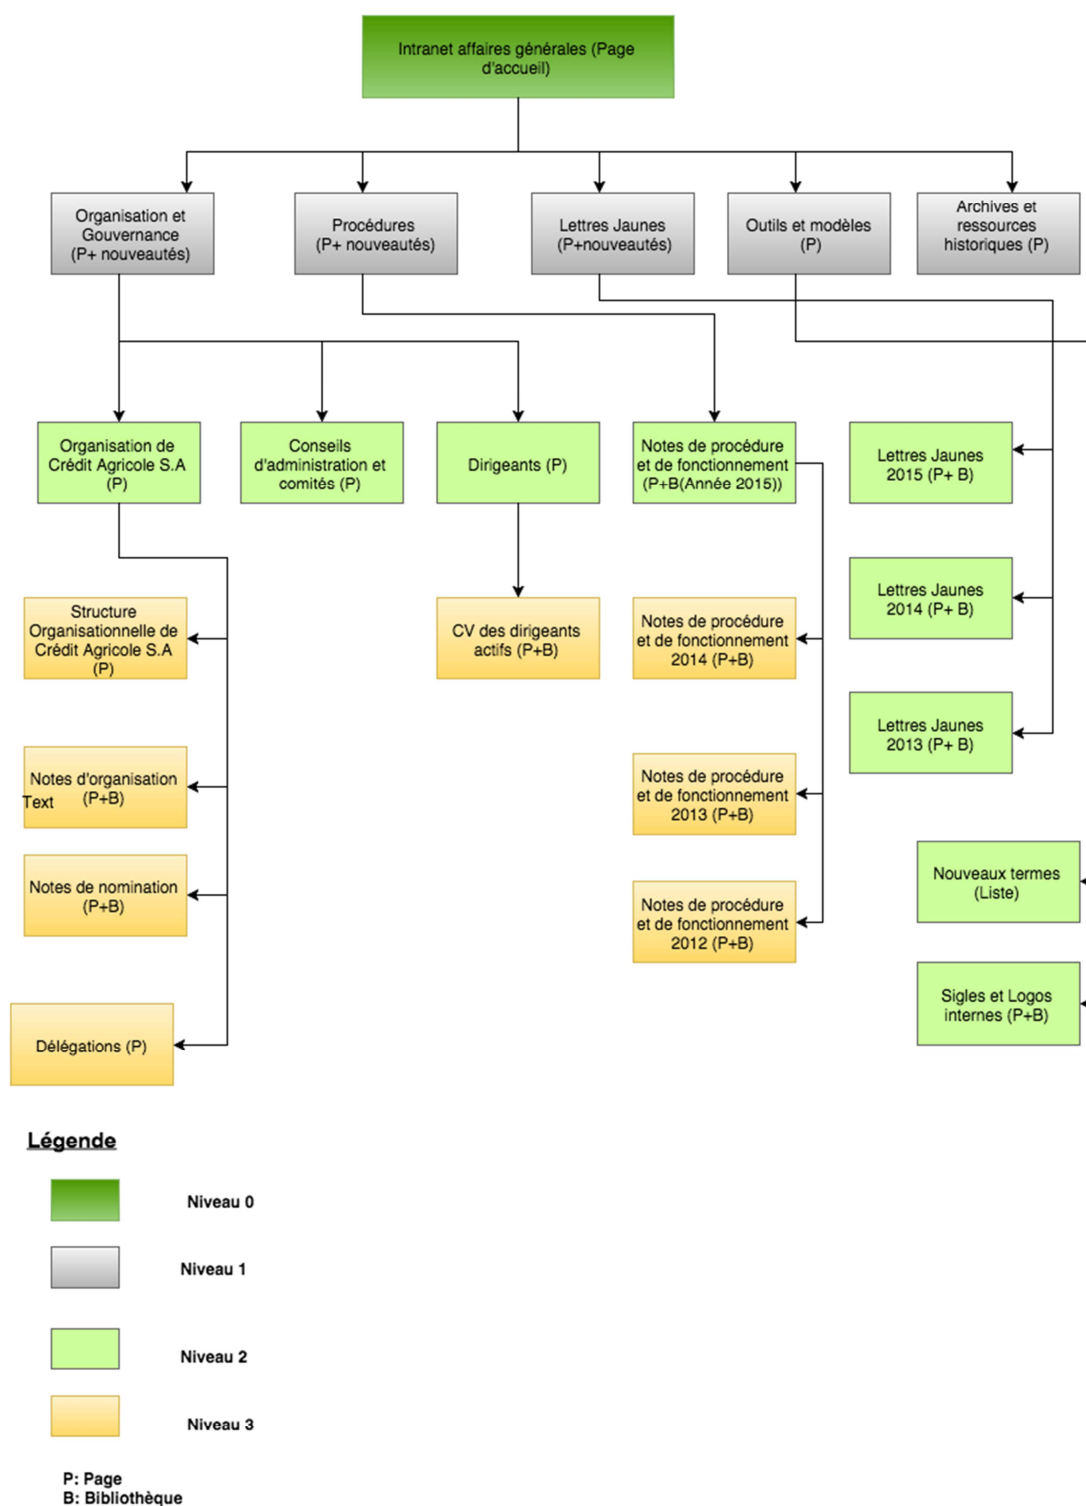 Intranet affaires générales (Page
d'accueil)
Organisation et
Gouvernance
(P+ nouveautés)
Procédures
(P+ nouveautés)
Lettres Jaunes
(P+nouveautés)
Outils et modèles
(P)
Archives et
ressources
historiques (P)
Organisation de
Crédit Agricole S.A
(P)
Conseils
d'administration et
comités (P)
Dirigeants (P)
Notes de procédure
et de fonctionnement
(P+B(Année 2015))
Lettres Jaunes
2015 (P+ B)
Structure
Organisationnelle de
Crédit Agricole S.A
(P)
CV des dirigeants
actifs (P+B)
Notes de procédure
et de fonctionnement
2014 (P+B)
Lettres Jaunes
2014 (P+ B)
Lettres Jaunes
2013 (P+ B)
Notes d'organisation
(P+B)
Text
Notes de procédure
et de fonctionnement
2013 (P+B)
Notes de nomination
(P+B)
Notes de procédure
et de fonctionnement
2012 (P+B)
Nouveaux termes
(Liste)
Sigles et Logos
internes (P+B)
Délégations (P)
Légende
Niveau 0
Niveau 1
Niveau 2
Niveau 3
P: Page
B: Bibliothèque